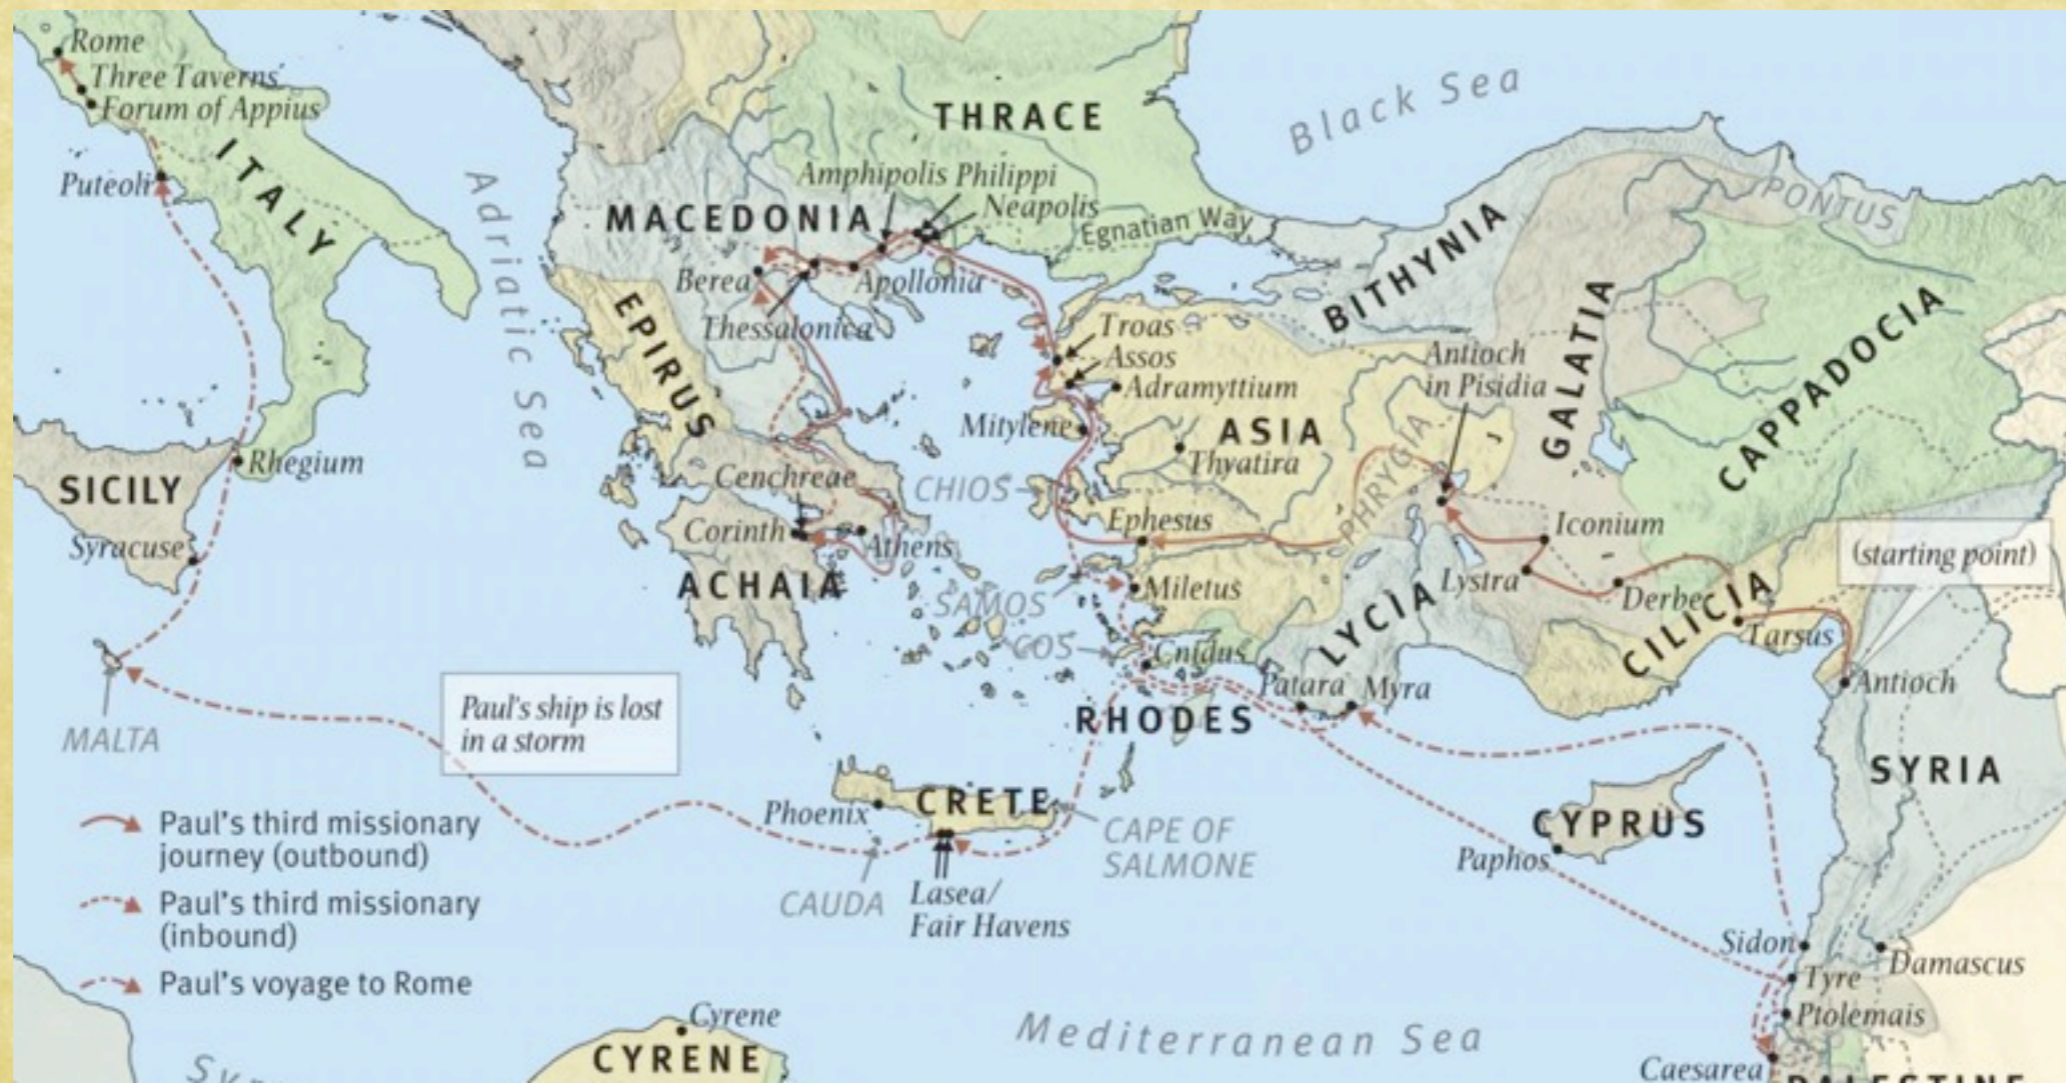 Rome
Three Taverns
Forum of Appius
ITALY
Puteoli
Adriatic Sea
THRACE
Black Sea
Amphipolis Philippi
Neapolis
MACEDONIA
Egnatian Way
PONTUS
BITHYNIA
Berea
Apollonia
Thessalonica
EPIRUS
Troas
Assos
Adramyttium
Antioch
in Pisidia
GALATIA
CAPPADOCIA
Mitylene
ASIA
Thyatira
PHRYGIA
Rhegium
SICILY
Cenchreae
CHIOS
Corinth
Athens
Ephesus
Iconium
(starting point)
Syracuse
ACHAIA
SAMOS
Miletus
Lystra
Derbe
CILICIA
Tarsus
LYCIA
COS
Cnidus
Patara
Myra
Antioch
MALTA
Paul's ship is lost
in a storm
RHODES
SYRIA
Phoenix
CRETE
CAPE OF
SALMONE
CYPRUS
Paphos
CAUDA
Lasea/
Fair Havens
Paul's third missionary
journey (outbound)
Paul's third missionary
(inbound)
Paul's voyage to Rome
Sidon
Damascus
Tyre
Ptolemais
Cyrene
CYRENE
Mediterranean Sea
Caesarea
PALESTINE